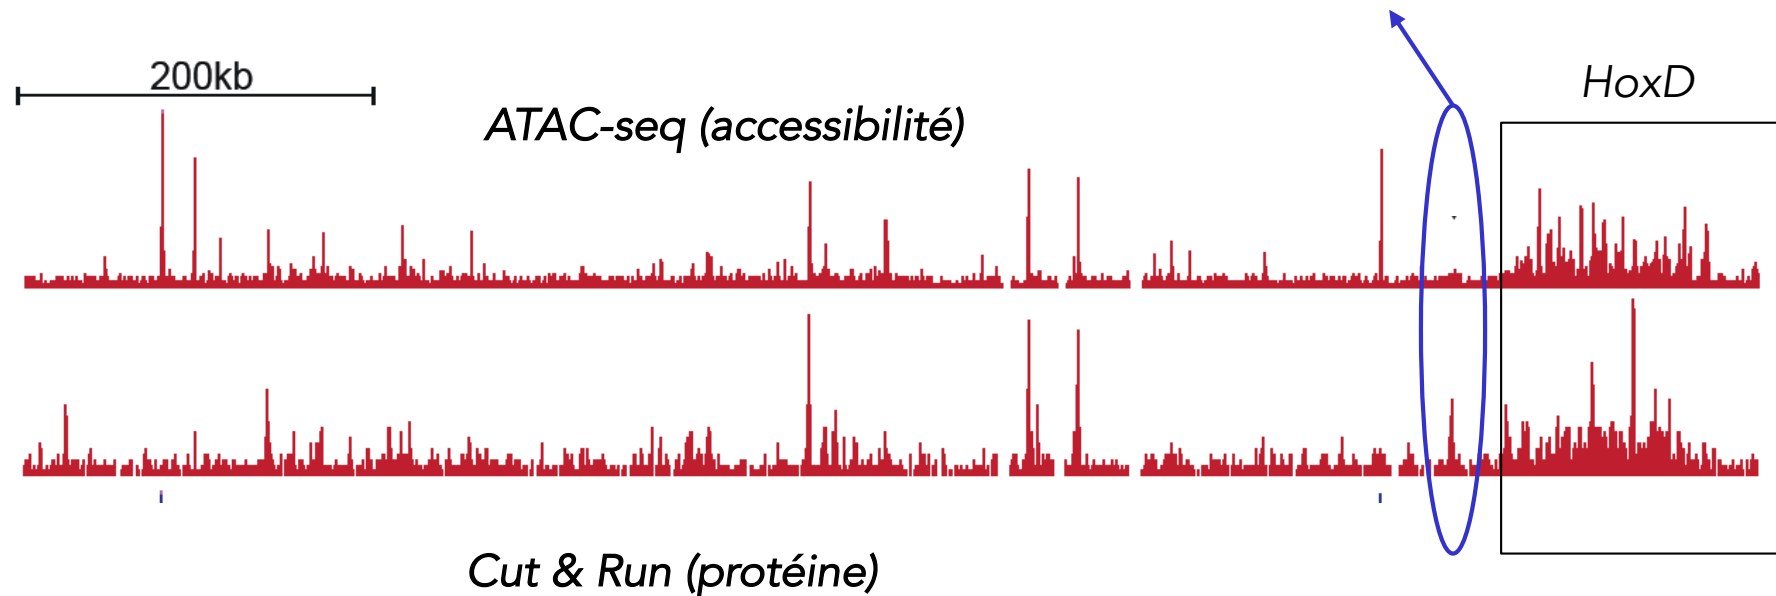 200kb
ATAC-seq (accessibilité)
HoxD
Cut & Run (protéine)